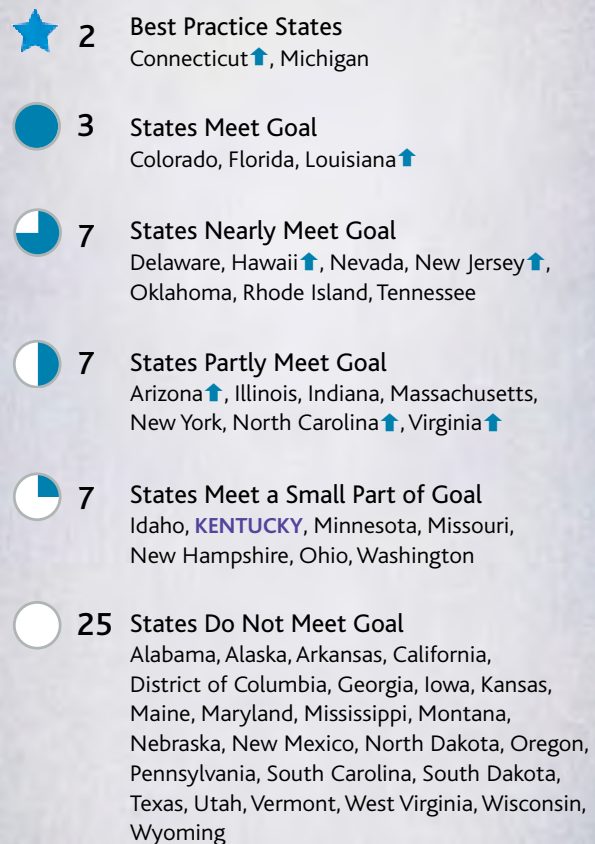 2 Best Practice States
Connecticut⬆, Michigan
3 States Meet Goal
Colorado, Florida, Louisiana⬆
7 States Nearly Meet Goal
Delaware, Hawaii⬆, Nevada, New Jersey⬆,
Oklahoma, Rhode Island, Tennessee
7 States Partly Meet Goal
Arizona⬆, Illinois, Indiana, Massachusetts,
New York, North Carolina⬆, Virginia⬆
7 States Meet a Small Part of Goal
Idaho, KENTUCKY, Minnesota, Missouri,
New Hampshire, Ohio, Washington
25 States Do Not Meet Goal
Alabama, Alaska, Arkansas, California,
District of Columbia, Georgia, Iowa, Kansas,
Maine, Maryland, Mississippi, Montana,
Nebraska, New Mexico, North Dakota, Oregon,
Pennsylvania, South Carolina, South Dakota,
Texas, Utah, Vermont, West Virginia, Wisconsin,
Wyoming